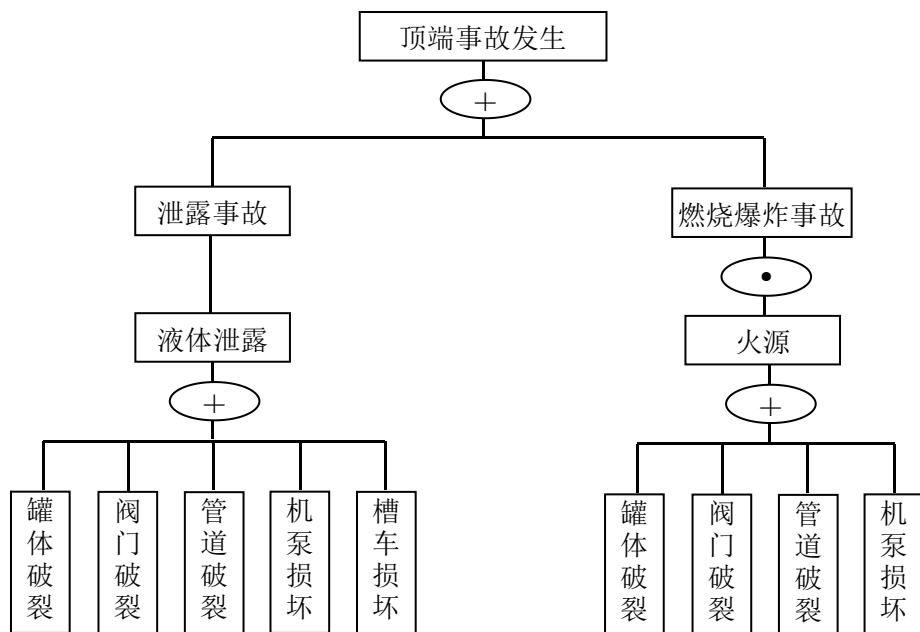 顶端事故发生
+
泄露事故
燃烧爆炸事故
•
液体泄露
火源
+
+
罐体破裂
阀门破裂
管道破裂
机泵损坏
槽车损坏
罐体破裂
阀门破裂
管道破裂
机泵损坏